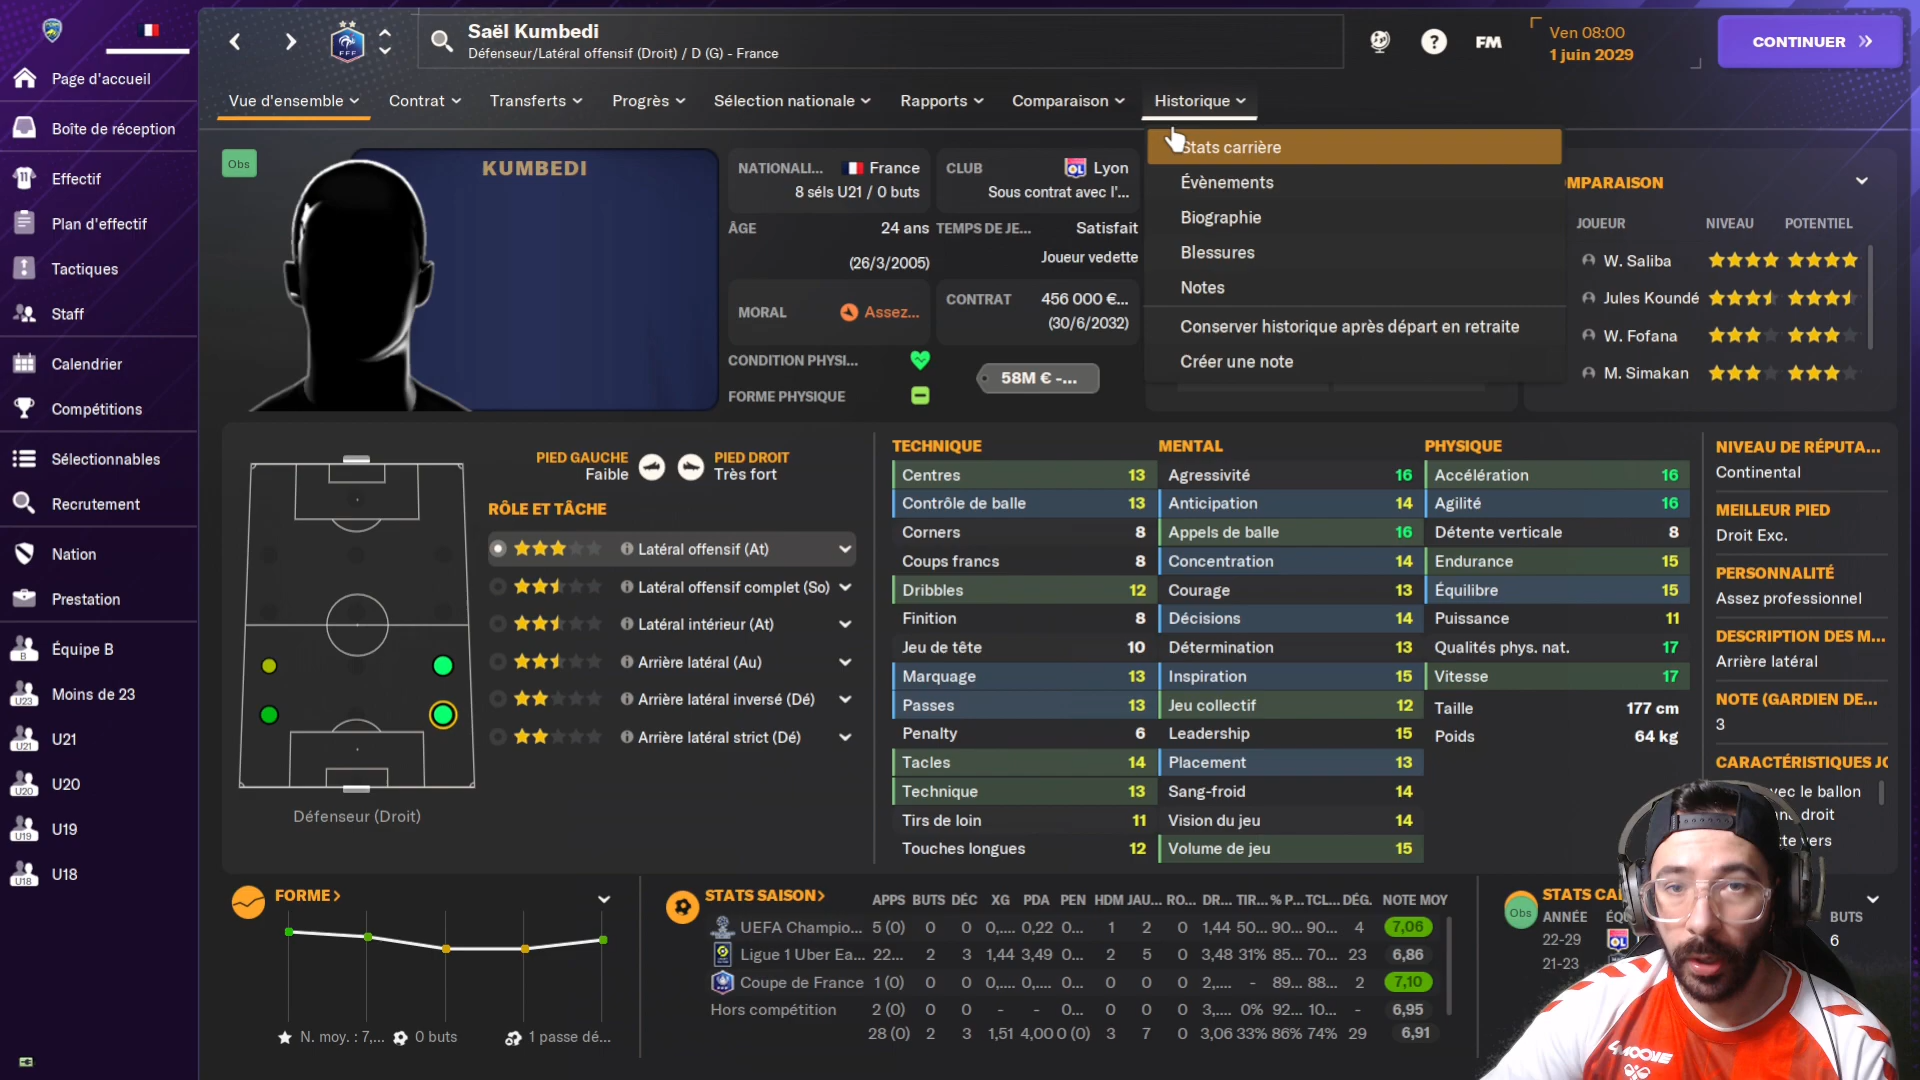 Saël Kumbedi
Défenseur/Latéral offensif (Droit) / D (G) - France
FM
Ven 08:00
1 juin 2029
CONTINUER
Page d'accueil
Boîte de réception
Effectif
Plan d'effectif
Tactiques
Staff
Calendrier
Compétitions
Sélectionnables
Recrutement
Nation
Prestation
Équipe B
Moins de 23
U21
U20
U19
U18
Vue d'ensemble
Contrat
Transferts
Progrès
Sélection nationale
Rapports
Comparaison
Historique
Stats carrière
Évènements
Biographie
Blessures
Notes
Conserver historique après départ en retraite
Créer une note
Obs
KUMBEDI
NATIONALI... France
8 séls U21 / 0 buts
CLUB Lyon
Sous contrat avec l'...
ÂGE 24 ans
(26/3/2005)
TEMPS DE JE... Satisfait
Joueur vedette
MORAL Assez...
CONTRAT 456 000 €...
(30/6/2032)
CONDITION PHYSI...
FORME PHYSIQUE
58M € -...
MPARAISON
JOUEUR NIVEAU POTENTIEL
W. Saliba
Jules Koundé
W. Fofana
M. Simakan
PIED GAUCHE
Faible
PIED DROIT
Très fort
RÔLE ET TÂCHE
Latéral offensif (At)
Latéral offensif complet (So)
Latéral intérieur (At)
Arrière latéral (Au)
Arrière latéral inversé (Dé)
Arrière latéral strict (Dé)
Défenseur (Droit)
TECHNIQUE
Centres 13
Contrôle de balle 13
Corners 8
Coups francs 8
Dribbles 12
Finition 8
Jeu de tête 10
Marquage 13
Passes 13
Penalty 6
Tacles 14
Technique 13
Tirs de loin 11
Touches longues 12
MENTAL
Agressivité 16
Anticipation 14
Appels de balle 16
Concentration 14
Courage 13
Décisions 14
Détermination 13
Inspiration 15
Jeu collectif 12
Leadership 15
Placement 13
Sang-froid 14
Vision du jeu 14
Volume de jeu 15
PHYSIQUE
Accélération 16
Agilité 16
Détente verticale 8
Endurance 15
Équilibre 15
Puissance 11
Qualités phys. nat. 17
Vitesse 17
Taille 177 cm
Poids 64 kg
NIVEAU DE RÉPUTA...
Continental
MEILLEUR PIED
Droit Exc.
PERSONNALITÉ
Assez professionnel
DESCRIPTION DES M...
Arrière latéral
NOTE (GARDIEN DE...
3
CARACTÉRISTIQUES
vec le ballon
droit
vers
FORME >
N. moy. : 7,... 0 buts 1 passe dé...
STATS SAISON>
APPS BUTS DÉC XG PDA PEN HDM JAU... RO... DR... TIR... % P... TCL... DÉG. NOTE MOY
UEFA Champio... 5 (0) 0 0 0,.... 0,22 0... 1 2 0 1,44 50... 90... 90... 4 7,06
Ligue 1 Uber Ea... 22... 2 3 1,44 3,49 0... 2 5 0 3,48 31% 85... 70... 23 6,86
Coupe de France 1 (0) 0 0 0,.... 0,... 0... 0 0 0 2,.... - 89... 88... 2 7,10
Hors compétition 2 (0) 0 0 - - 0... 0 0 0 3,.... 0% 92... 10... - 6,95
28 (0) 2 3 1,51 4,00 0 (0) 3 7 0 3,06 33% 86% 74% 29 6,91
Obs
STATS CA
ANNÉE
BUTS
22-29 6
21-23